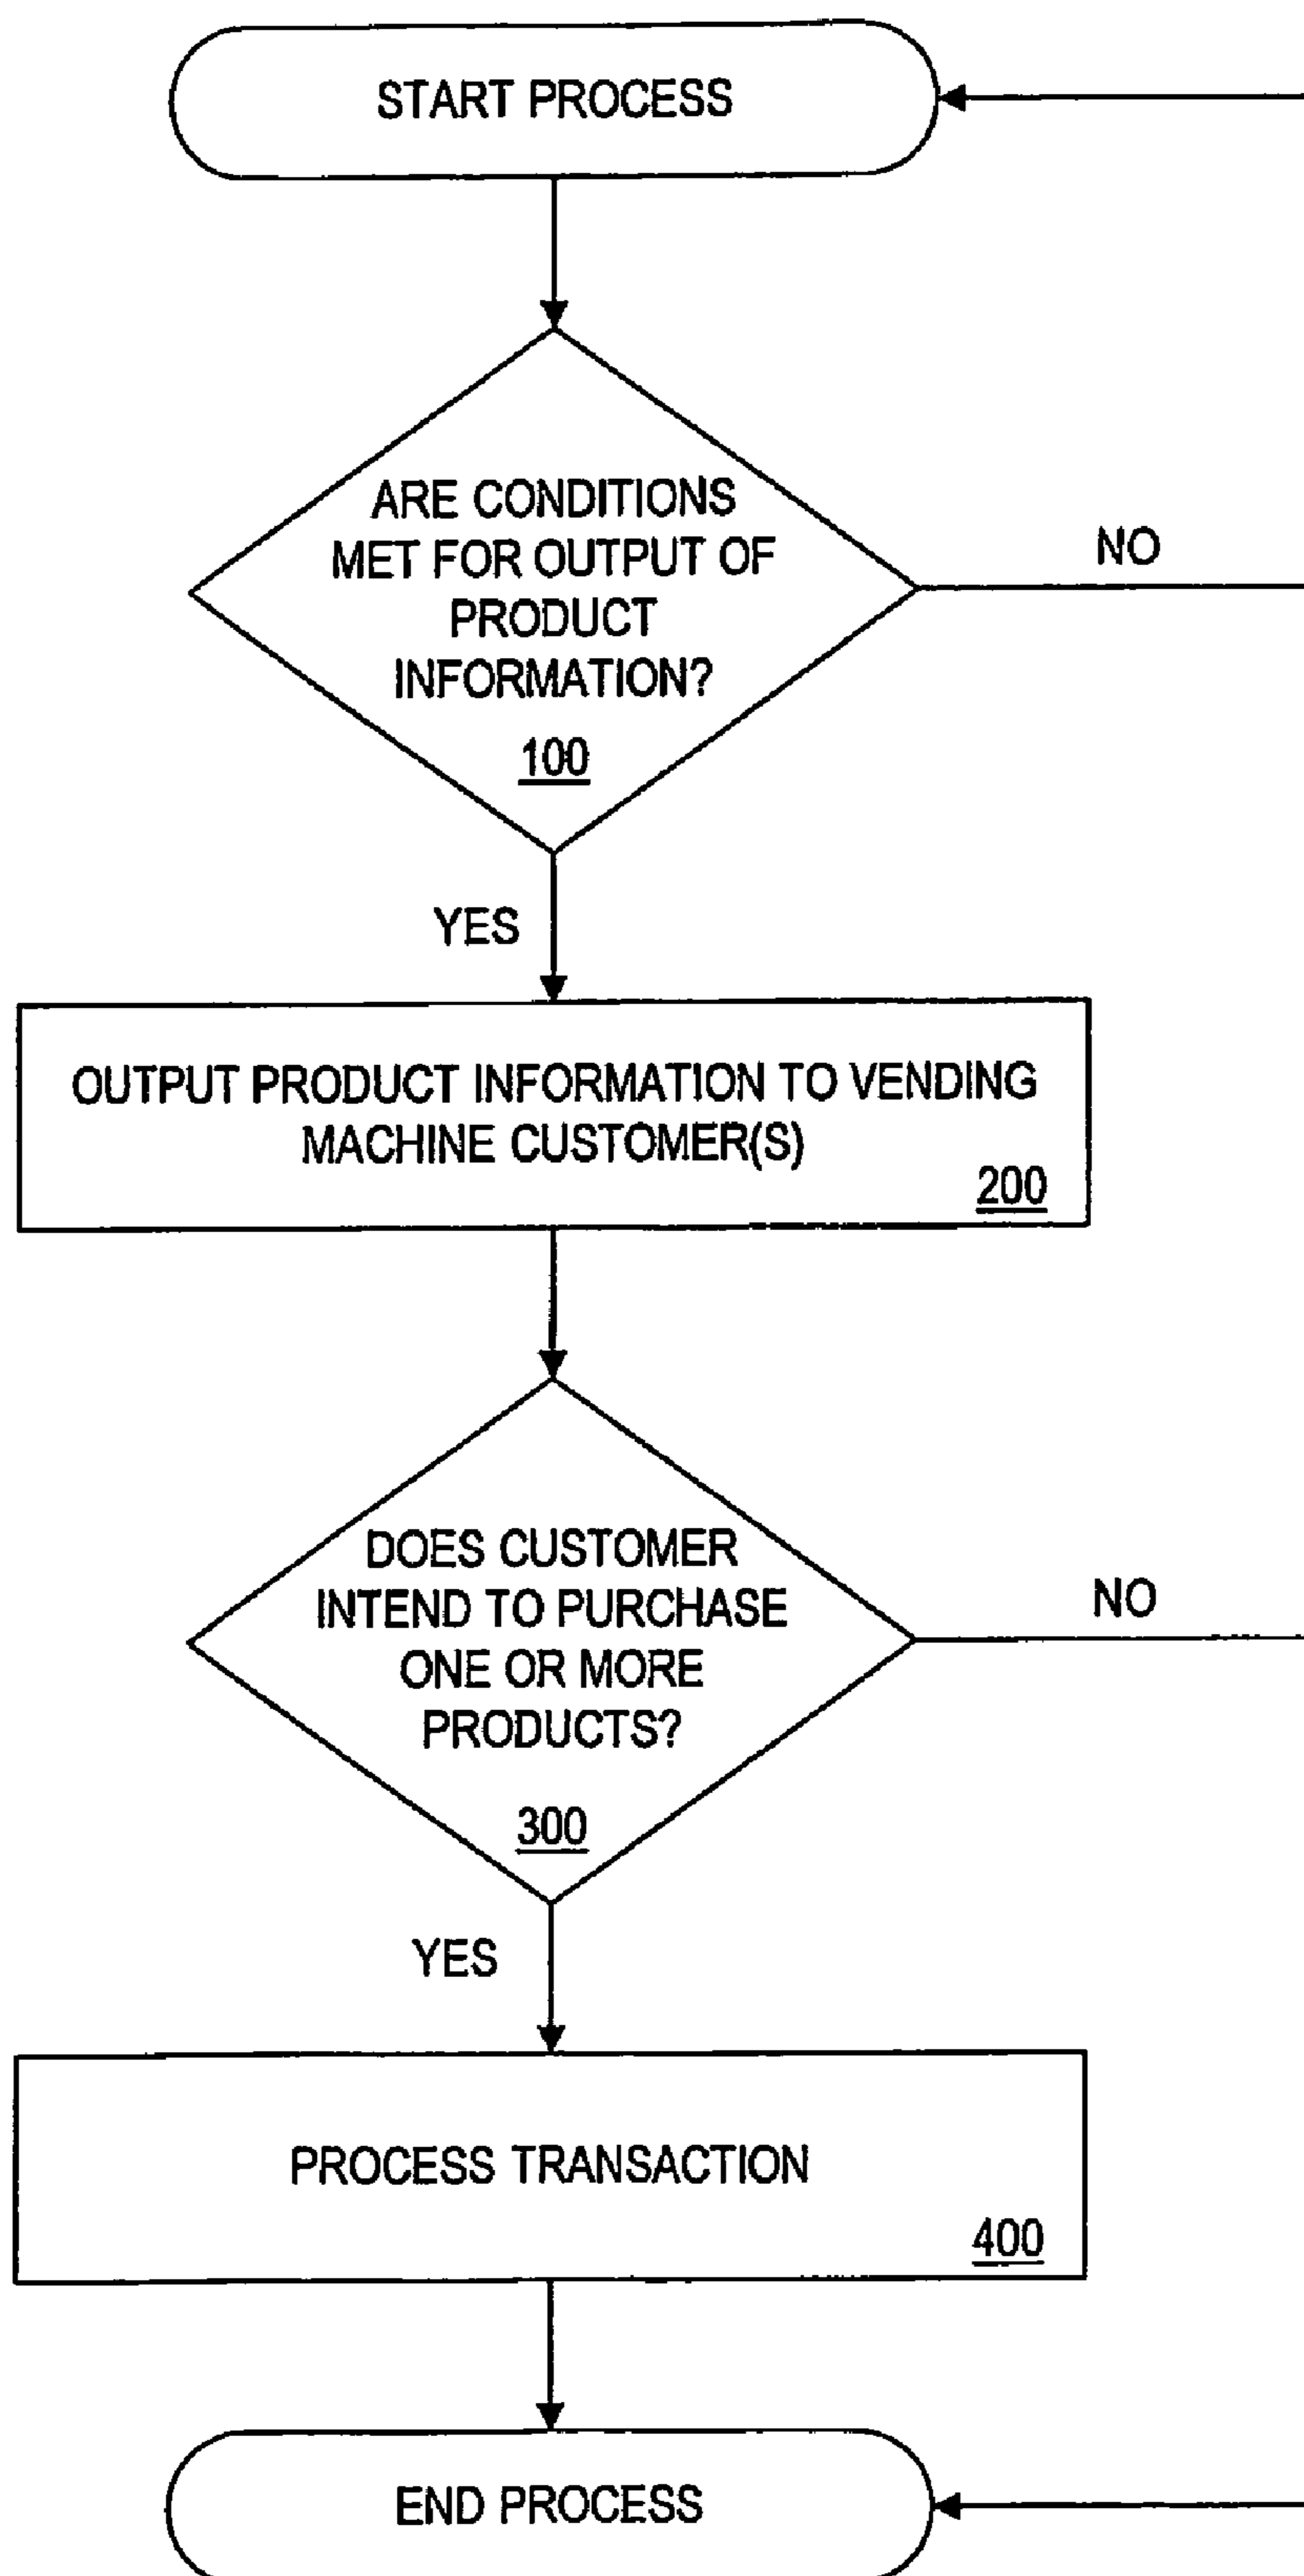 START PROCESS
ARE CONDITIONS
MET FOR OUTPUT OF
PRODUCT
INFORMATION?
100
NO
YES
OUTPUT PRODUCT INFORMATION TO VENDING
MACHINE CUSTOMER(S)
200
DOES CUSTOMER
INTEND TO PURCHASE
ONE OR MORE
PRODUCTS?
300
NO
YES
PROCESS TRANSACTION
400
END PROCESS